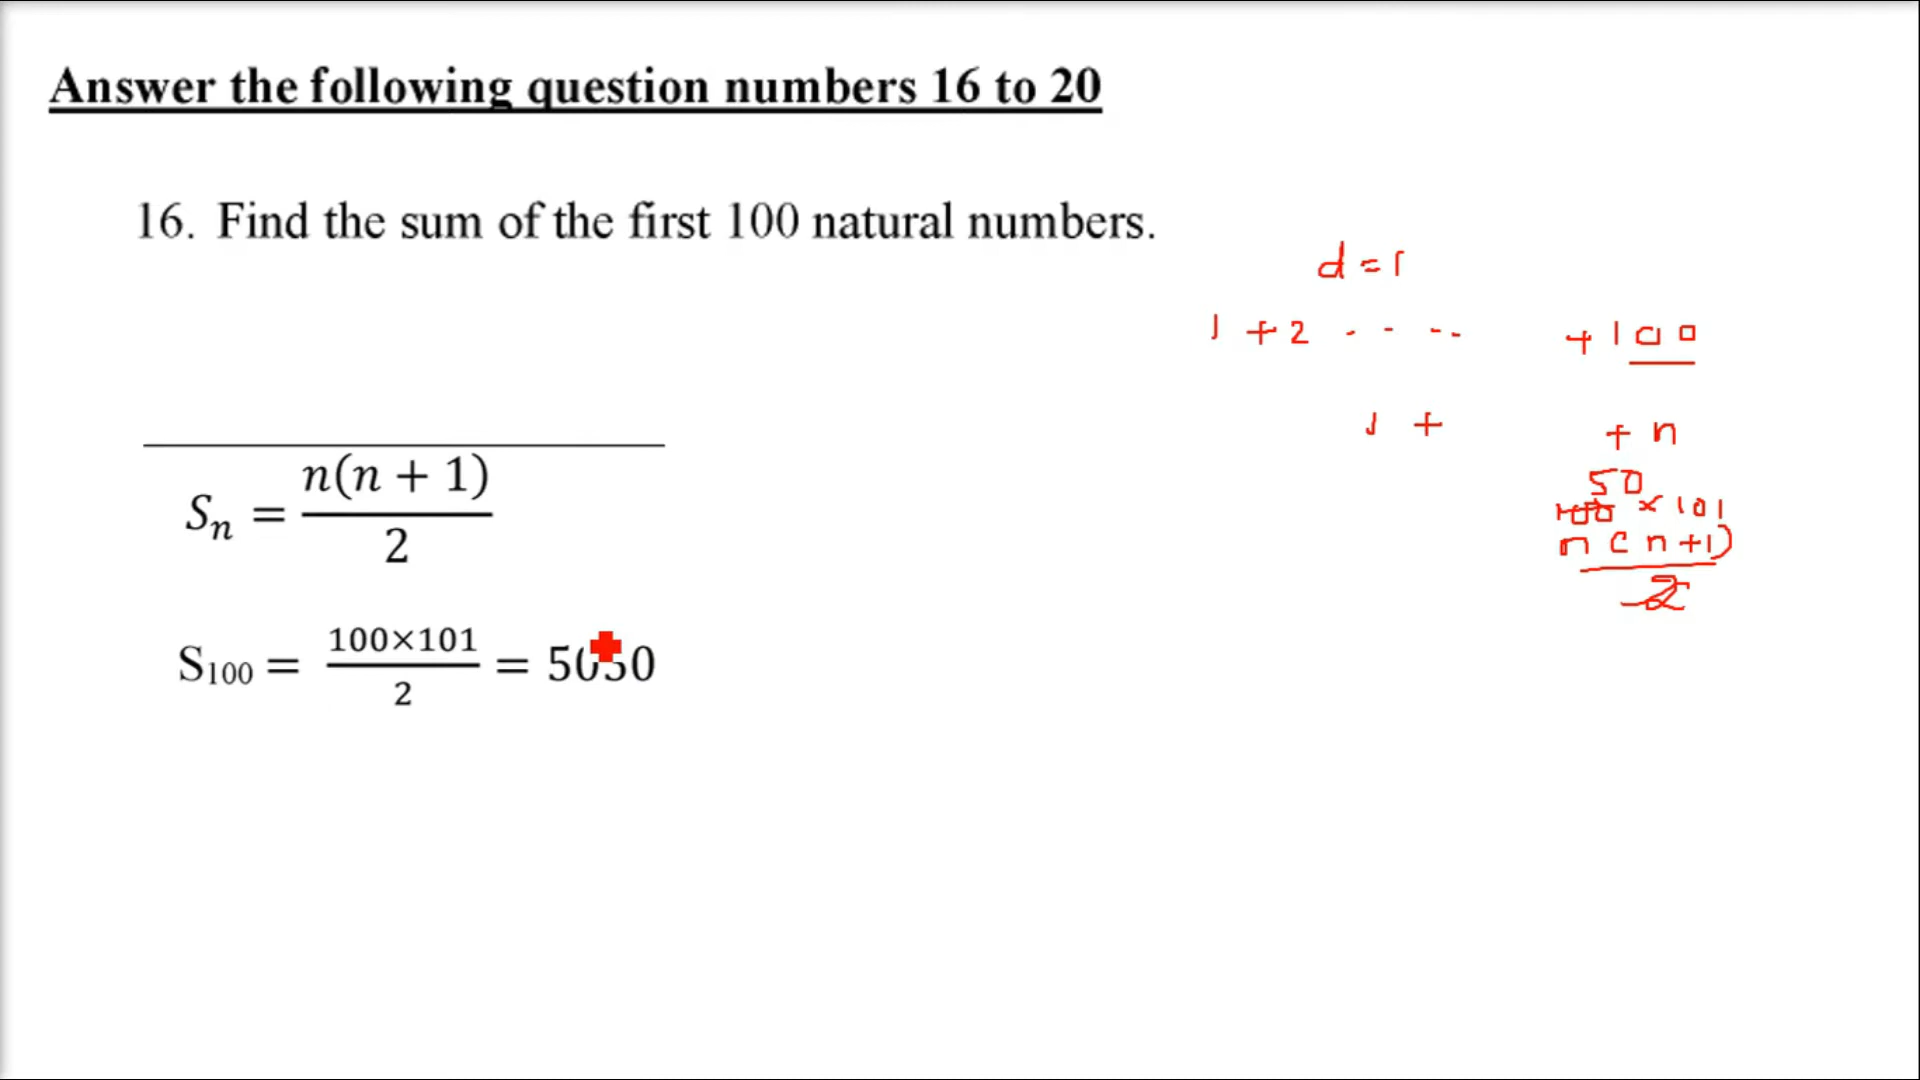 Answer the following question numbers 16 to 20
16. Find the sum of the first 100 natural numbers.
d = 1
1 + 2 - - - - + 100
1 + + n
Sn = n(n + 1) / 2
50
100 × 101
n(n+1)
2
S100 = 100×101 / 2 = 5050